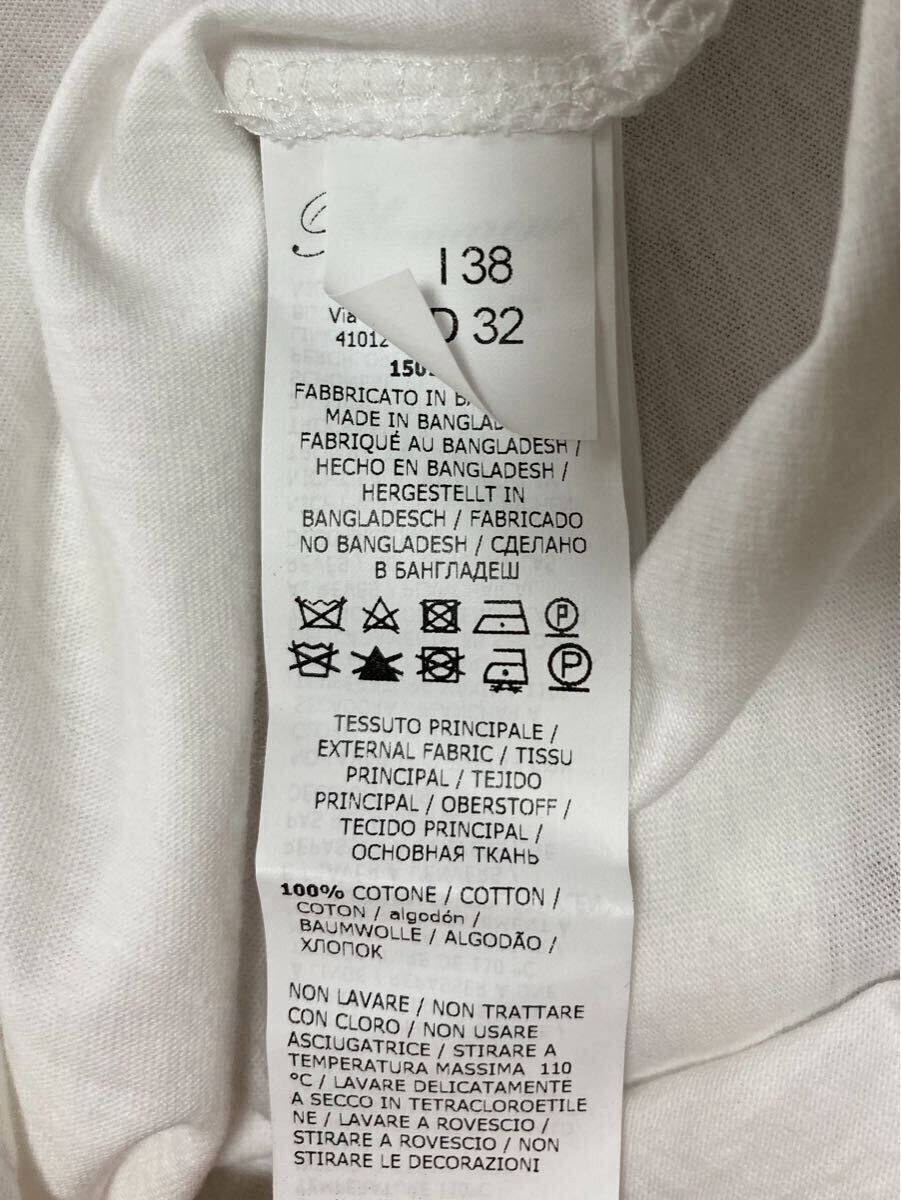 I 38
D 32
Via
41012
FABBRICATO IN
MADE IN
FABRIQUÉ AU BANGLADESH /
HECHO EN BANGLADESH /
HERGESTELLT IN
BANGLADESCH / FABRICADO
NO BANGLADESH / СДЕЛАНО
В БАНГЛАДЕШ
P
P
TESSUTO PRINCIPALE /
EXTERNAL FABRIC / TISSU
PRINCIPAL / TEJIDO
PRINCIPAL / OBERSTOFF /
TECIDO PRINCIPAL /
ОСНОВНАЯ ТКАНЬ
100% COTONE / COTTON /
COTON / algodón /
BAUMWOLLE / ALGODÃO /
ХЛОПОК
NON LAVARE / NON TRATTARE
CON CLORO / NON USARE
ASCIUGATRICE / STIRARE A
TEMPERATURA MASSIMA 110
°C / LAVARE DELICATAMENTE
A SECCO IN TETRACLOROETILE
NE / LAVARE A ROVESCIO /
STIRARE A ROVESCIO / NON
STIRARE LE DECORAZIONI